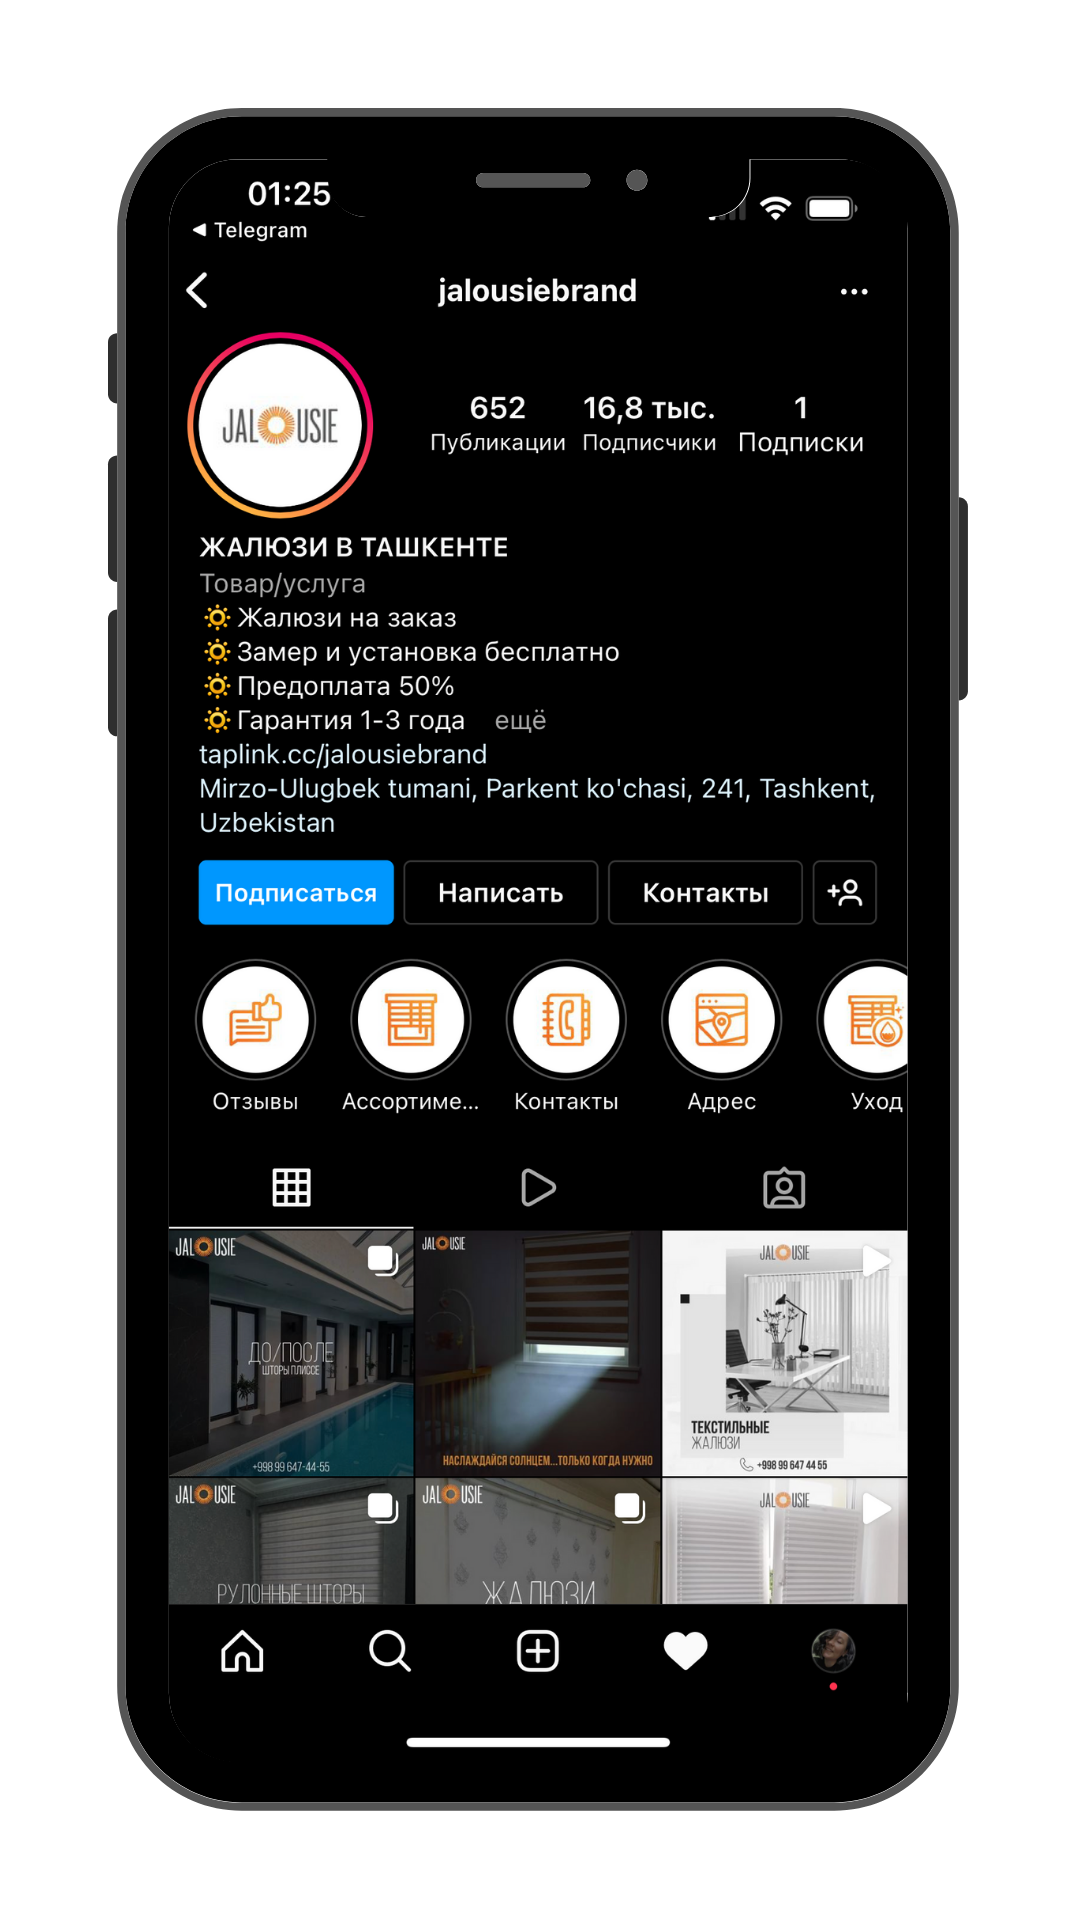 01:25
◀ Telegram
jalousiebrand
JALOUSIE
652
Публикации
16,8 тыс.
Подписчики
1
Подписки
ЖАЛЮЗИ В ТАШКЕНТЕ
Товар/услуга
Жалюзи на заказ
Замер и установка бесплатно
Предоплата 50%
Гарантия 1-3 года ещё
taplink.cc/jalousiebrand
Mirzo-Ulugbek tumani, Parkent ko'chasi, 241, Tashkent,
Uzbekistan
Подписаться
Написать
Контакты
Отзывы
Ассортиме...
Контакты
Адрес
Уход
JALOUSIE
ДО/ПОСЛЕ
ШТОРЫ ПЛИССЕ
+998 99 647-44-55
JALOUSIE
НАСЛАЖДАЙСЯ СОЛНЦЕМ...ТОЛЬКО КОГДА НУЖНО
JALOUSIE
ТЕКСТИЛЬНЫЕ
ЖАЛЮЗИ
+998 99 647 44 55
JALOUSIE
РУЛОННЫЕ ШТОРЫ
JALOUSIE
ЖАЛЮЗИ
JALOUSIE